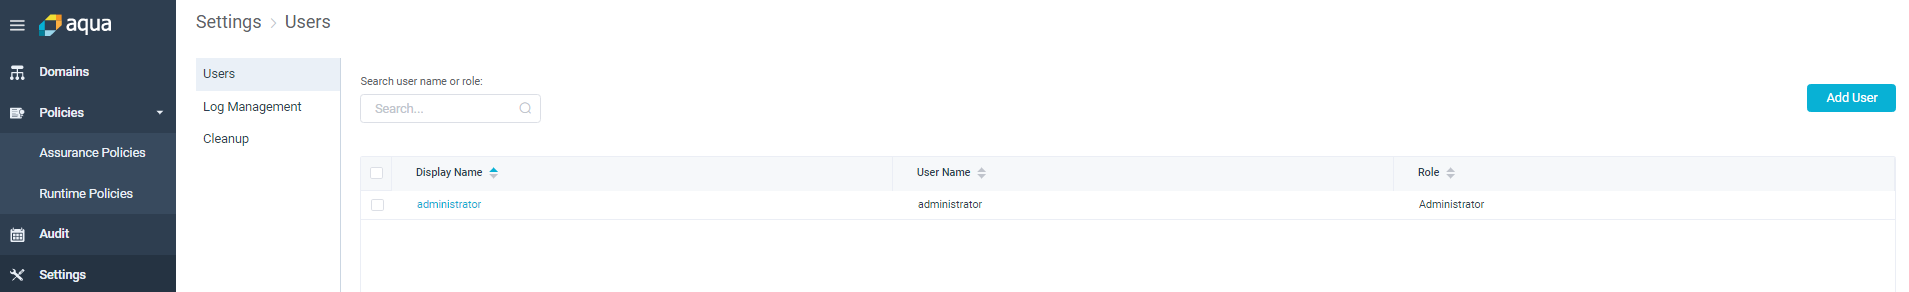 aqua
Domains
Policies
Assurance Policies
Runtime Policies
Audit
Settings
Settings > Users
Users
Log Management
Cleanup
Search user name or role:
Search...
Add User
Display Name User Name Role
administrator administrator Administrator